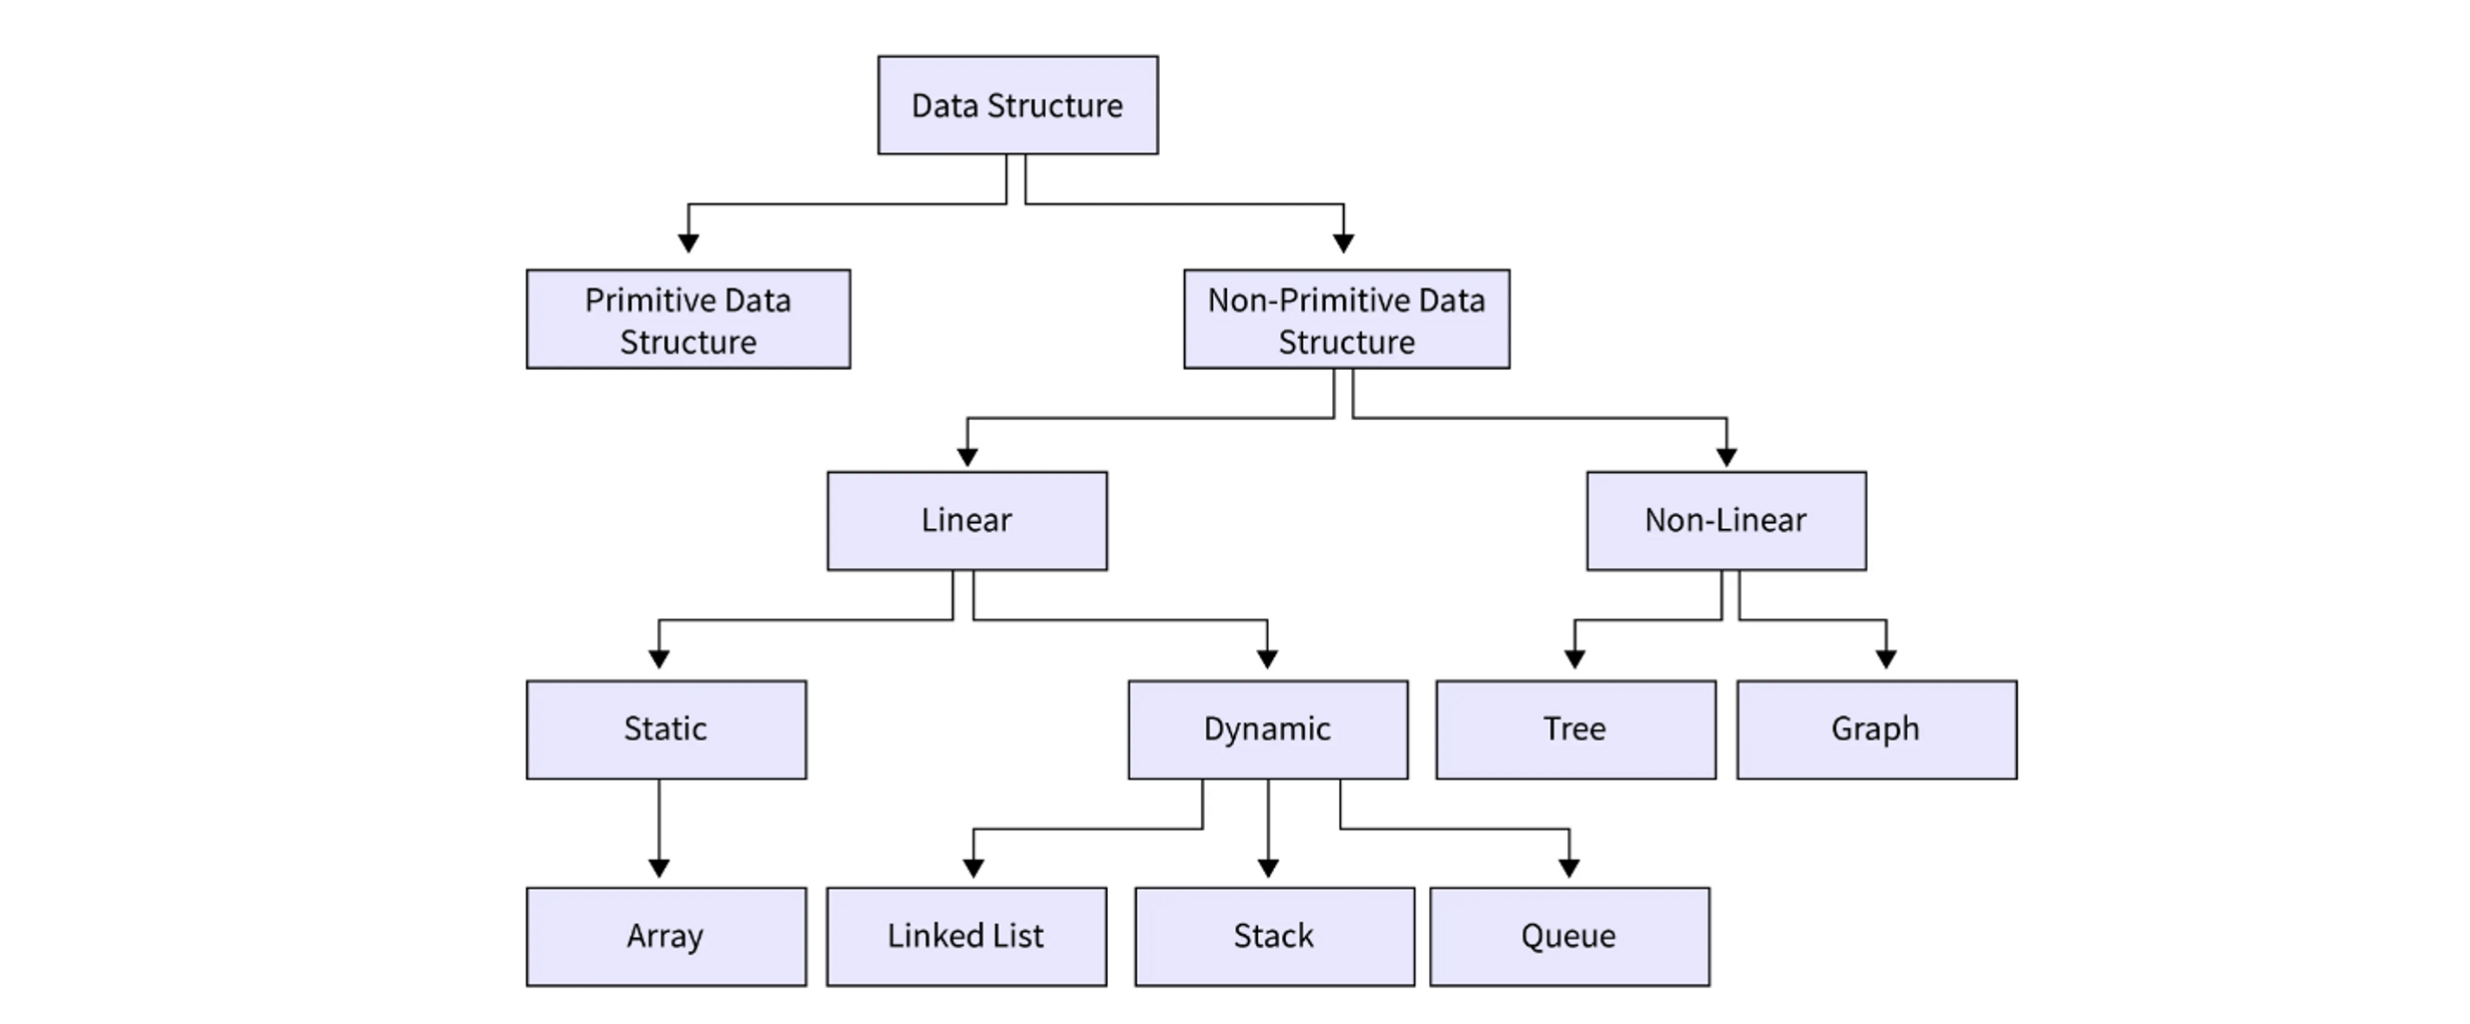 Data Structure
Primitive Data
Structure
Non-Primitive Data
Structure
Linear
Non-Linear
Static
Dynamic
Tree
Graph
Array
Linked List
Stack
Queue